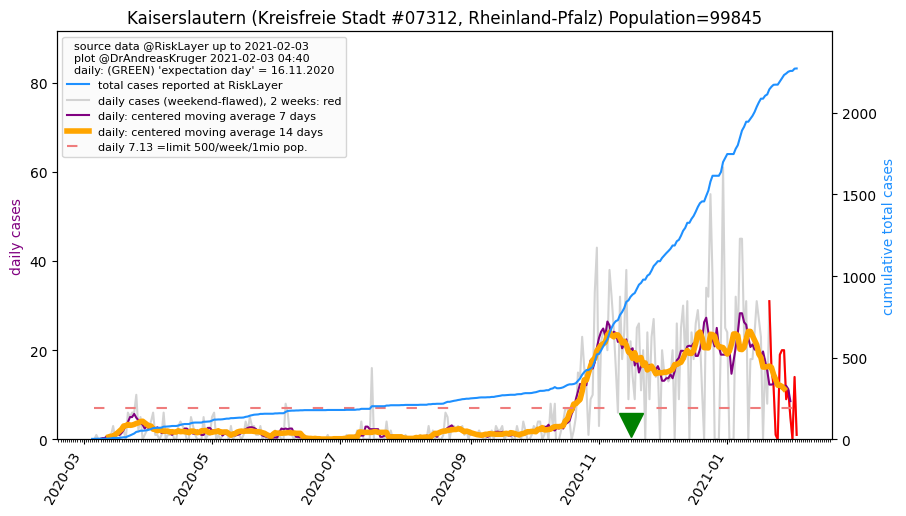 Kaiserslautern (Kreisfreie Stadt #07312, Rheinland-Pfalz) Population=99845
source data @RiskLayer up to 2021-02-03
plot @DrAndreasKruger 2021-02-03 04:40
daily: (GREEN) 'expectation day' = 16.11.2020
total cases reported at RiskLayer
daily cases (weekend-flawed), 2 weeks: red
daily: centered moving average 7 days
daily: centered moving average 14 days
daily 7.13 =limit 500/week/1mio pop.
daily cases
80
60
40
20
0
cumulative total cases
2000
1500
1000
500
0
2020-03
2020-05
2020-07
2020-09
2020-11
2021-01